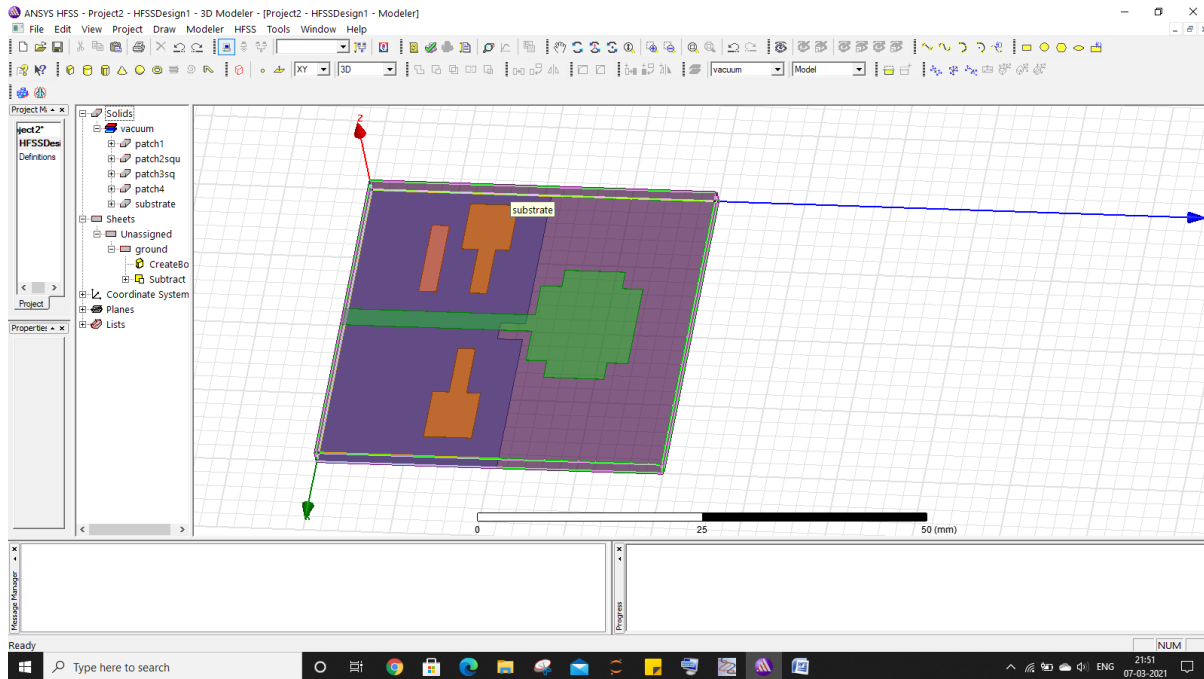 ANSYS HFSS - Project2 - HFSSDesign1 - 3D Modeler - [Project2 - HFSSDesign1 - Modeler]
File Edit View Project Draw Modeler HFSS Tools Window Help
XY 3D vacuum Model
Project M
ject2*
HFSSDesi
Definitions
Project
Properties
Solids
vacuum
patch1
patch2squ
patch3sq
patch4
substrate
Sheets
Unassigned
ground
CreateBo
Subtract
Coordinate System
Planes
Lists
Z
substrate
0 25 50 (mm)
Message Manager
Progress
Ready
NUM
Type here to search
ENG
21:51
07-03-2021